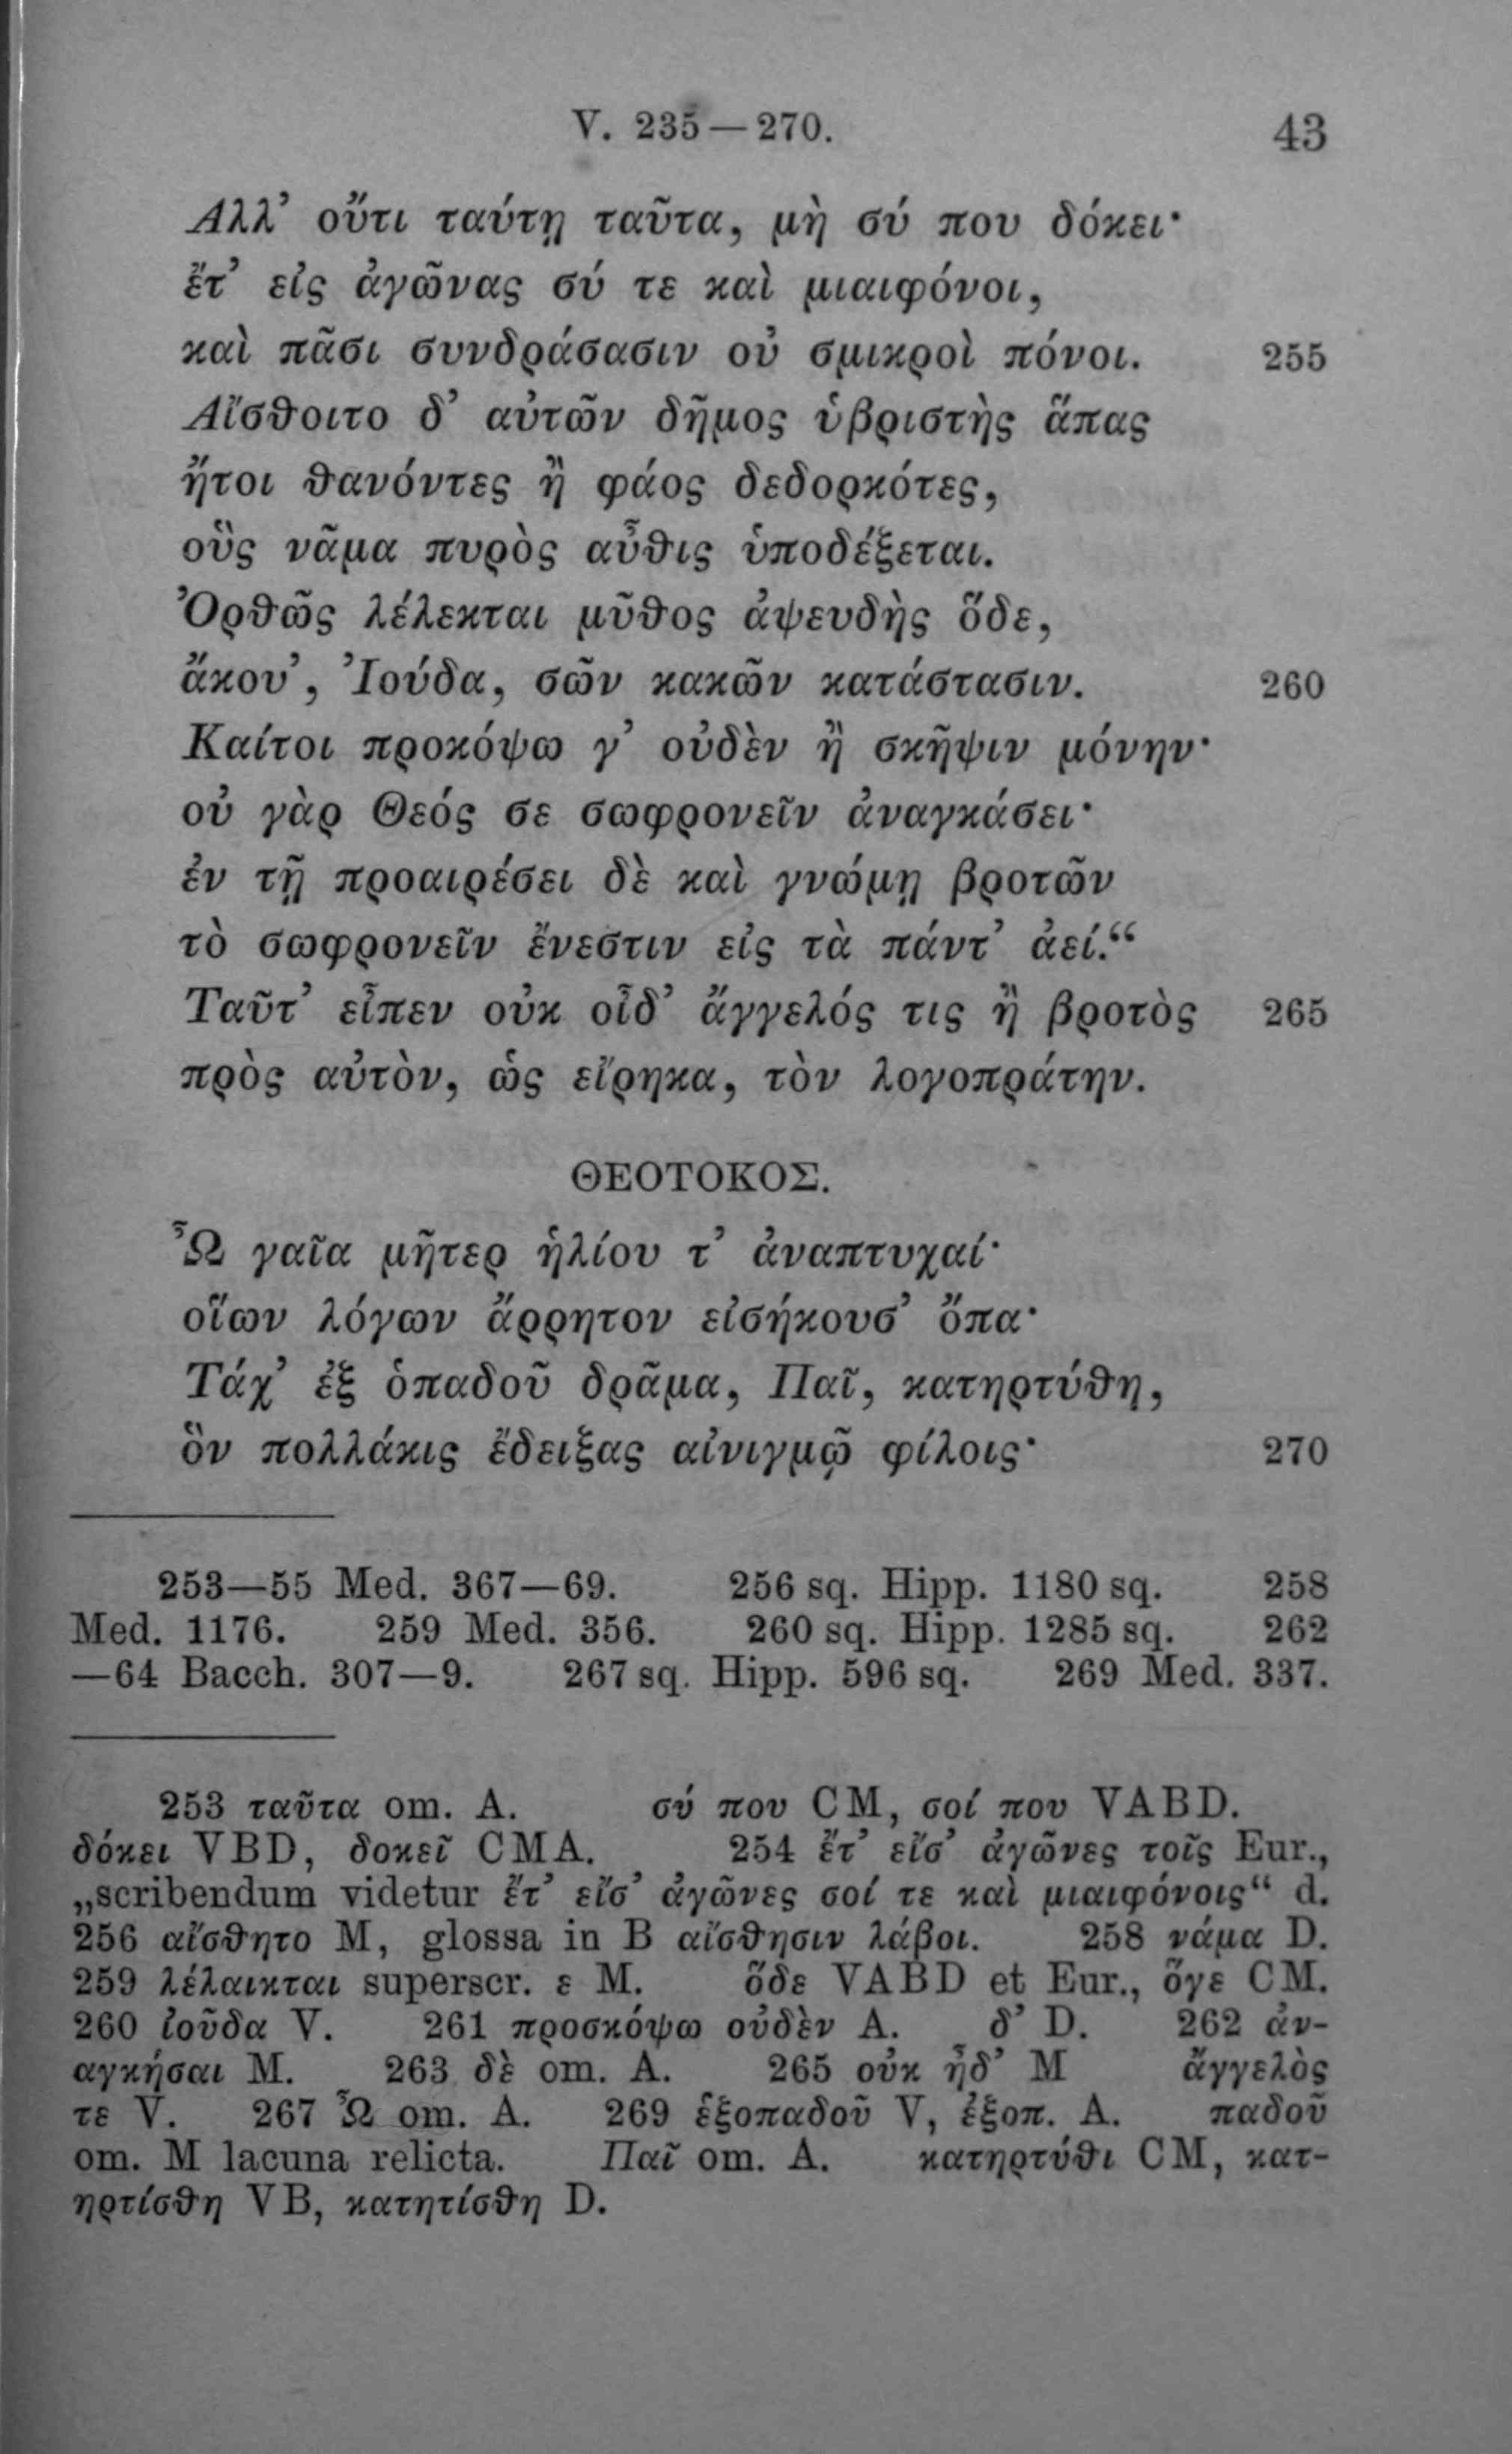 V. 235—270.
43
Αλλ’ οὔτι ταύτῃ ταῦτα, μὴ σύ που δόκει·
ἔτ’ εἰς ἀγῶνας σύ τε καὶ μιαιφόνοι,
καὶ πᾶσι συνδράσασιν οὐ σμικροὶ πόνοι. 255
Αἴσθοιτο δ’ αὐτῶν δῆμος ὑβριστὴς ἅπας
ἤτοι θανόντες ἢ φάος δεδορκότες,
οὓς νᾶμα πυρὸς αὖθις ὑποδέξεται.
Ὀρθῶς λέλεκται μῦθος ἀψευδὴς ὅδε,
ἄκου’, Ἰούδα, σῶν κακῶν κατάστασιν. 260
Καίτοι προκόψω γ’ οὐδὲν ἢ σκῆψιν μόνην·
οὐ γὰρ Θεός σε σωφρονεῖν ἀναγκάσει·
ἐν τῇ προαιρέσει δὲ καὶ γνώμῃ βροτῶν
τὸ σωφρονεῖν ἔνεστιν εἰς τὰ πάντ’ ἀεί.“
Ταῦτ’ εἶπεν οὐκ οἶδ’ ἄγγελός τις ἢ βροτὸς 265
πρὸς αὐτὸν, ὡς εἴρηκα, τὸν λογοπράτην.
ΘΕΟΤΟΚΟΣ.
Ὦ γαῖα μῆτερ ἡλίου τ’ ἀναπτυχαί·
οἵων λόγων ἄρρητον εἰσήκουσ’ ὄπα·
Τάχ’ ἐξ ὀπαδοῦ δρᾶμα, Παῖ, κατηρτύθη,
ὃν πολλάκις ἔδειξας αἰνιγμῷ φίλοις· 270
253—55 Med. 367—69. 256 sq. Hipp. 1180 sq. 258
Med. 1176. 259 Med. 356. 260 sq. Hipp. 1285 sq. 262
—64 Bacch. 307—9. 267 sq. Hipp. 596 sq. 269 Med. 337.
253 ταῦτα om. A. σύ που CM, σοί που VABD.
δόκει VBD, δοκεῖ CMA. 254 ἔτ’ εἴσ’ ἀγῶνες τοῖς Eur.,
„scribendum videtur ἔτ’ εἴσ’ ἀγῶνες σοί τε καὶ μιαιφόνοις“ d.
256 αἴσθητο M, glossa in B αἴσθησιν λάβοι. 258 νάμα D.
259 λέλαικται superscr. ε M. ὅδε VABD et Eur., ὅγε CM.
260 ἰοῦδα V. 261 προσκόψω οὐδὲν A. δ’ D. 262 ἀν-
αγκήσαι M. 263 δὲ om. A. 265 οὐκ ᾖδ’ M ἄγγελὸς
τε V. 267 Ὦ om. A. 269 ἑξοπαδοῦ V, ἐξοπ. A. παδοῦ
om. M lacuna relicta. Παῖ om. A. κατηρτύθι CM, κατ-
ηρτίσθη VB, κατητίσθη D.